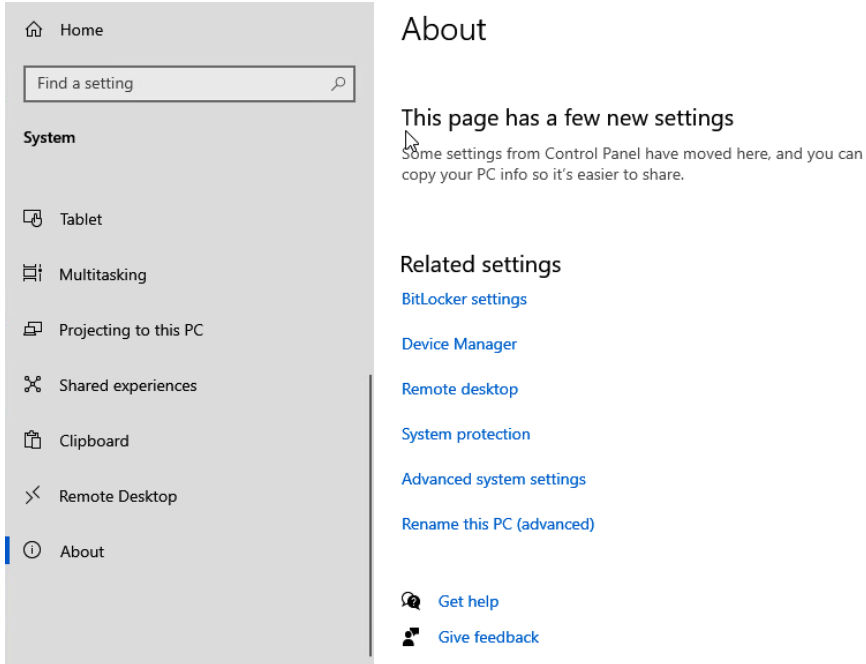 Home
Find a setting
System
Tablet
Multitasking
Projecting to this PC
Shared experiences
Clipboard
Remote Desktop
About
About
This page has a few new settings
Some settings from Control Panel have moved here, and you can
copy your PC info so it's easier to share.
Related settings
BitLocker settings
Device Manager
Remote desktop
System protection
Advanced system settings
Rename this PC (advanced)
Get help
Give feedback